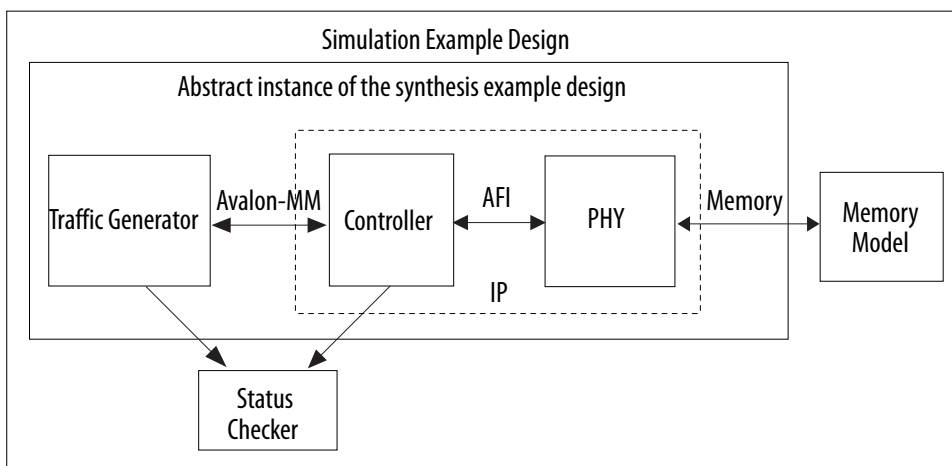 Simulation Example Design
Abstract instance of the synthesis example design
Traffic Generator
Avalon-MM
Controller
AFI
PHY
Memory
Memory
Model
IP
Status
Checker